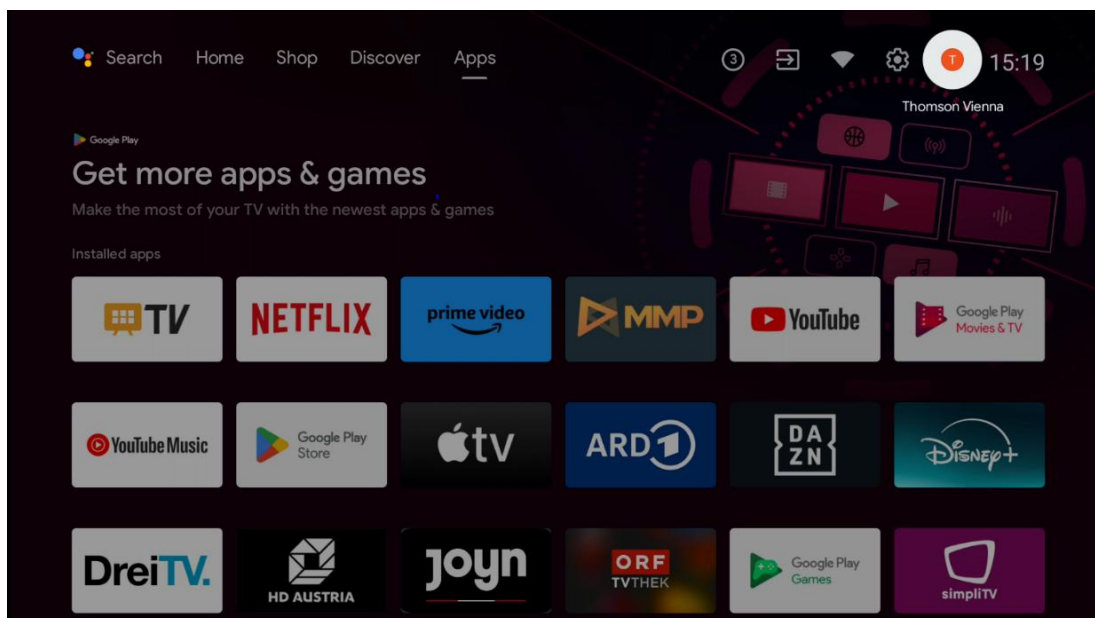 Search Home Shop Discover Apps 3 T 15:19
Thomson Vienna
Google Play
Get more apps & games
Make the most of your TV with the newest apps & games
Installed apps
TV NETFLIX prime video MMP YouTube Google Play
Movies & TV
YouTube Music Google Play
Store
tv ARD 1 DA
ZN
Disney+
DreiTV. HD AUSTRIA joyn ORF
TVTHEK
Google Play
Games
simpliTV